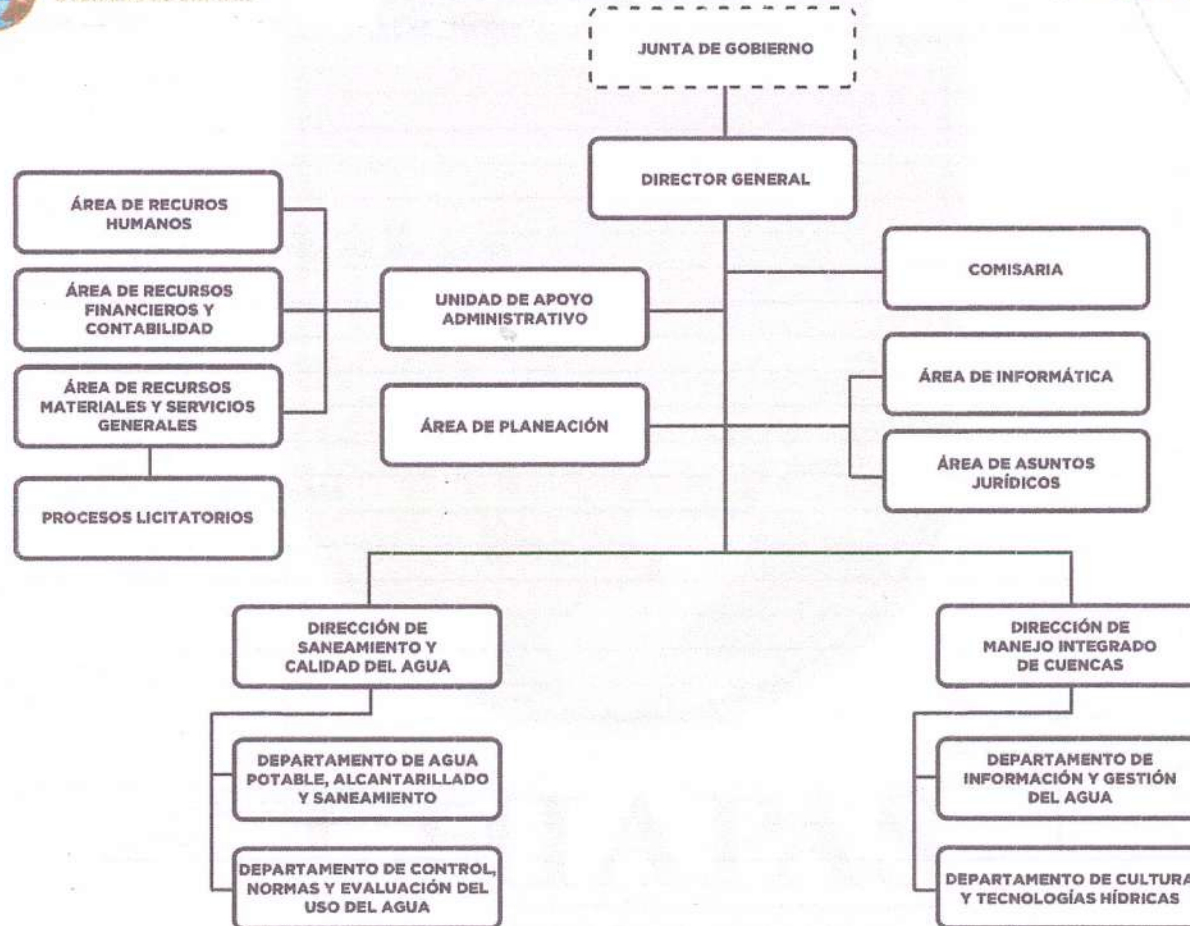 JUNTA DE GOBIERNO
DIRECTOR GENERAL
ÁREA DE RECUROS
HUMANOS
ÁREA DE RECURSOS
FINANCIEROS Y
CONTABILIDAD
ÁREA DE RECURSOS
MATERIALES Y SERVICIOS
GENERALES
PROCESOS LICITATORIOS
UNIDAD DE APOYO
ADMINISTRATIVO
ÁREA DE PLANEACIÓN
COMISARIA
ÁREA DE INFORMÁTICA
ÁREA DE ASUNTOS
JURÍDICOS
DIRECCIÓN DE
SANEAMIENTO Y
CALIDAD DEL AGUA
DEPARTAMENTO DE AGUA
POTABLE, ALCANTARILLADO
Y SANEAMIENTO
DEPARTAMENTO DE CONTROL,
NORMAS Y EVALUACIÓN DEL
USO DEL AGUA
DIRECCIÓN DE
MANEJO INTEGRADO
DE CUENCAS
DEPARTAMENTO DE
INFORMACIÓN Y GESTIÓN
DEL AGUA
DEPARTAMENTO DE CULTURA
Y TECNOLOGÍAS HÍDRICAS